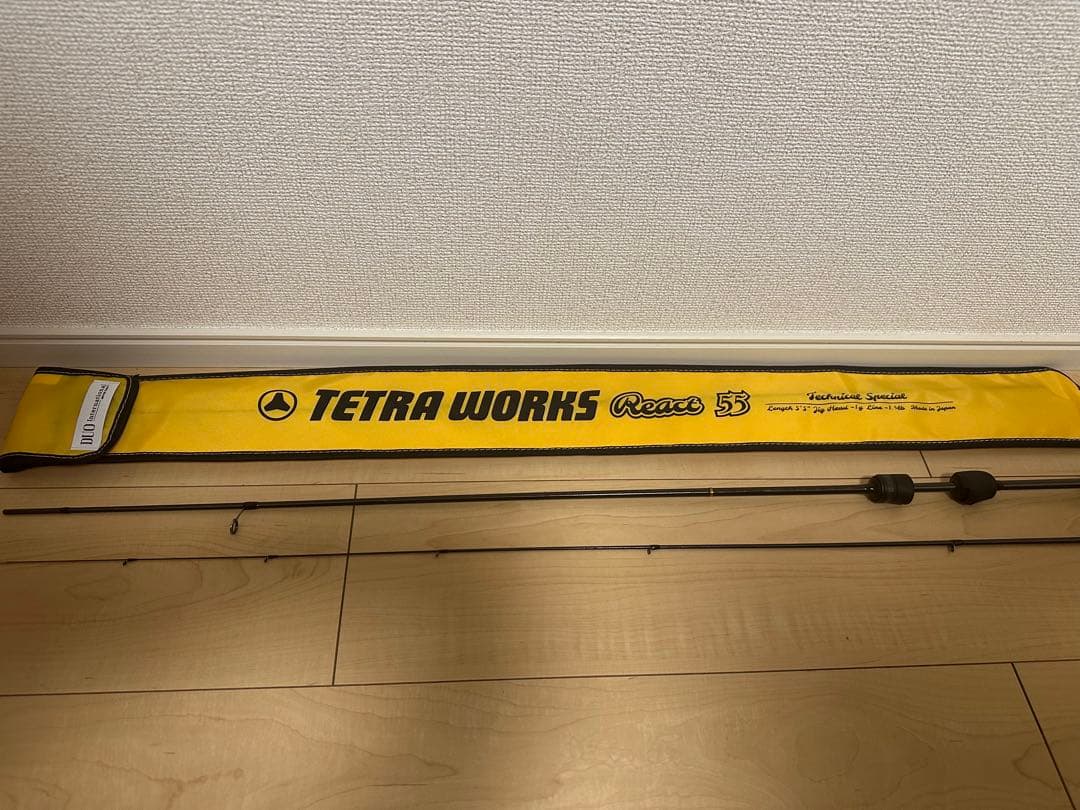 DUO International
TETRA WORKS React 55
Technical Special
Length 5'5" Jig Head ~1g Line ~1.5lb Made in Japan